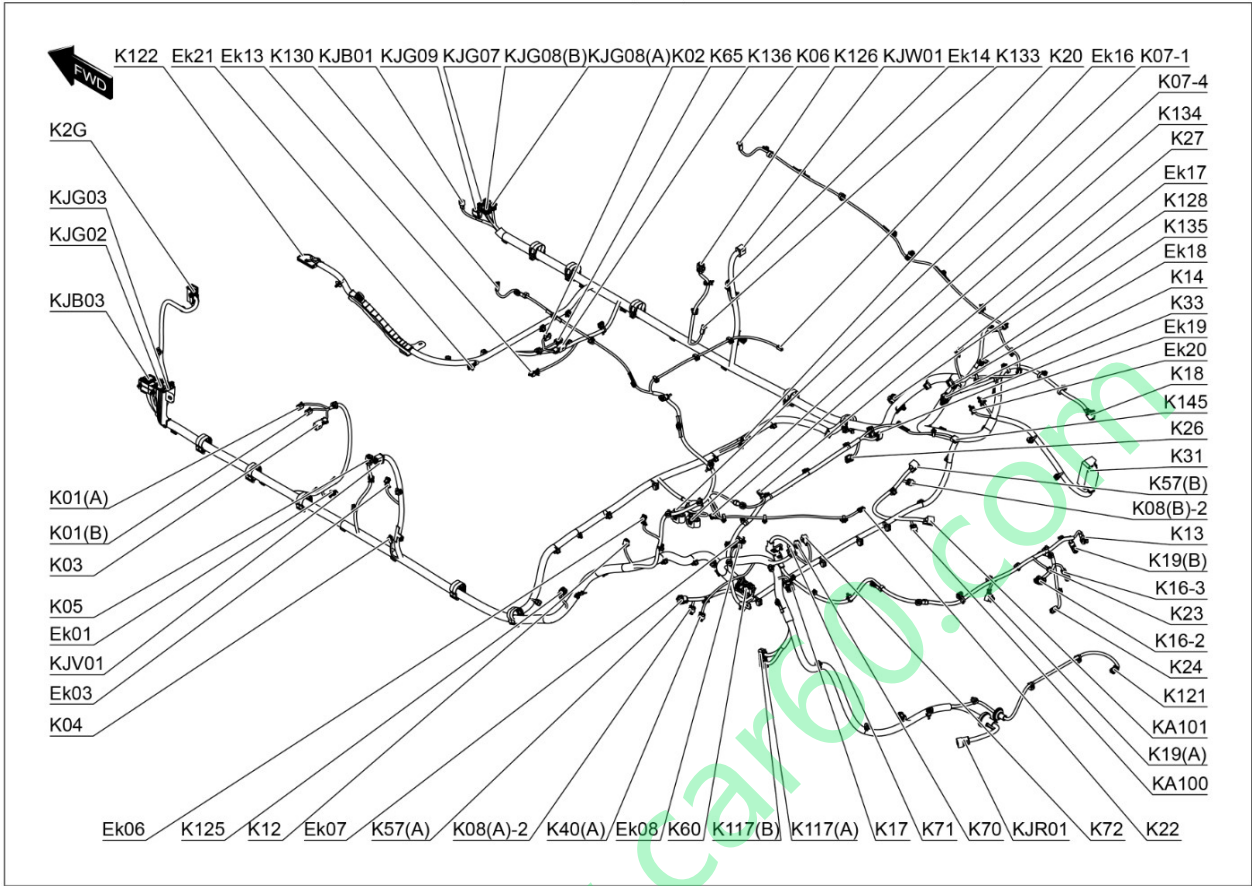 FWD
K122 Ek21 Ek13 K130 KJB01 KJG09 KJG07 KJG08(B) KJG08(A) K02 K65 K136 K06 K126 KJW01 Ek14 K133 K20 Ek16 K07-1
K07-4
K134
K27
Ek17
K128
K135
Ek18
K14
K33
Ek19
Ek20
K18
K145
K26
K31
K57(B)
K08(B)-2
K13
K19(B)
K16-3
K23
K16-2
K24
K121
KA101
K19(A)
KA100
K2G
KJG03
KJG02
KJB03
K01(A)
K01(B)
K03
K05
Ek01
KJV01
Ek03
K04
Ek06 K125 K12 Ek07 K57(A) K08(A)-2 K40(A) Ek08 K60 K117(B) K117(A) K17 K71 K70 KJR01 K72 K22
car60.com